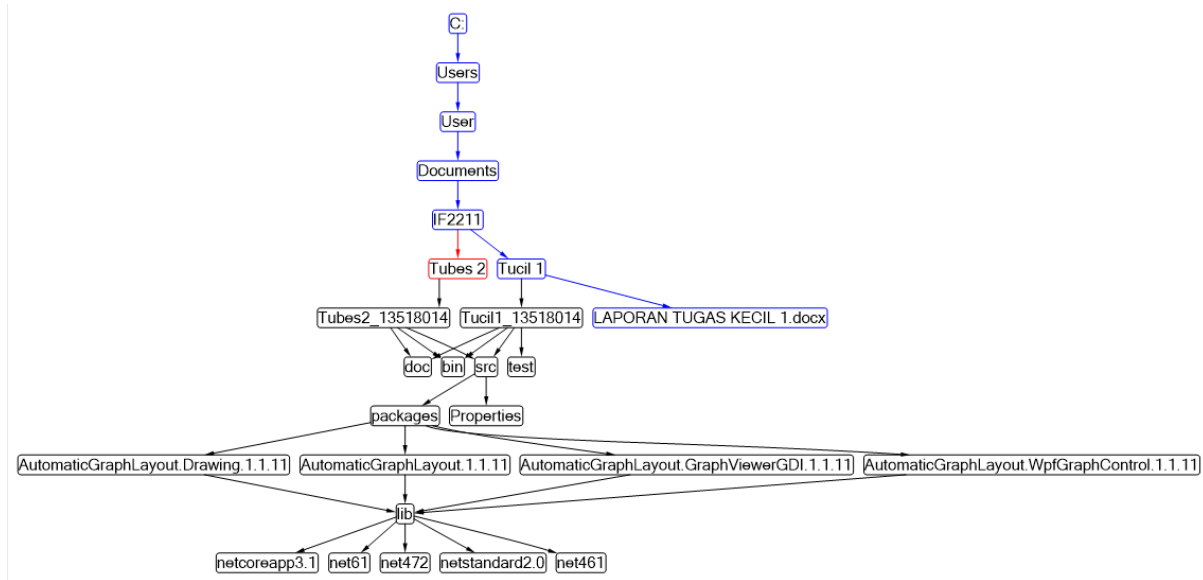 C:
Users
User
Documents
IF2211
Tubes 2
Tucil 1
Tubes2_13518014
Tucil1_13518014
LAPORAN TUGAS KECIL 1.docx
doc
bin
src
test
packages
Properties
AutomaticGraphLayout.Drawing.1.1.11
AutomaticGraphLayout.1.1.11
AutomaticGraphLayout.GraphViewerGDI.1.1.11
AutomaticGraphLayout.WpfGraphControl.1.1.11
lib
netcoreapp3.1
net61
net472
netstandard2.0
net461